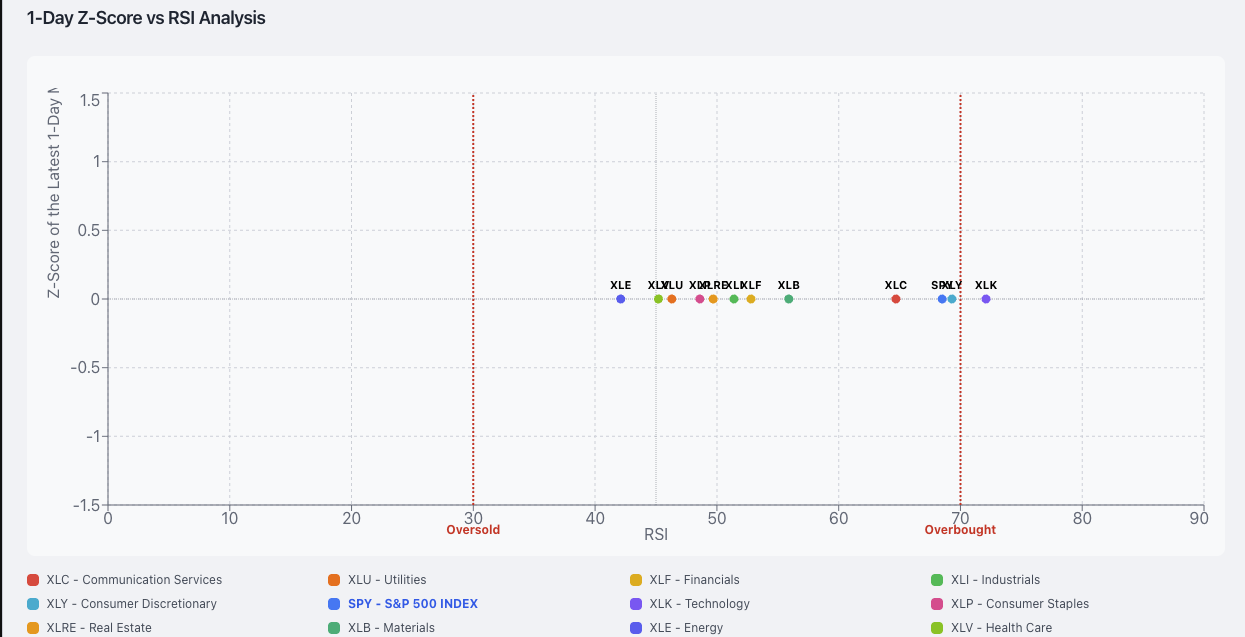 1-Day Z-Score vs RSI Analysis
Z-Score of the Latest 1-Day
1.5
1
0.5
0
-0.5
-1
-1.5
XLE XLV XLU XLP XLRE XLI XLF XLB XLC SPY XLY XLK
0 10 20 30 40 50 60 70 80 90
Oversold RSI Overbought
XLC - Communication Services XLU - Utilities XLF - Financials XLI - Industrials
XLY - Consumer Discretionary SPY - S&P 500 INDEX XLK - Technology XLP - Consumer Staples
XLRE - Real Estate XLB - Materials XLE - Energy XLV - Health Care